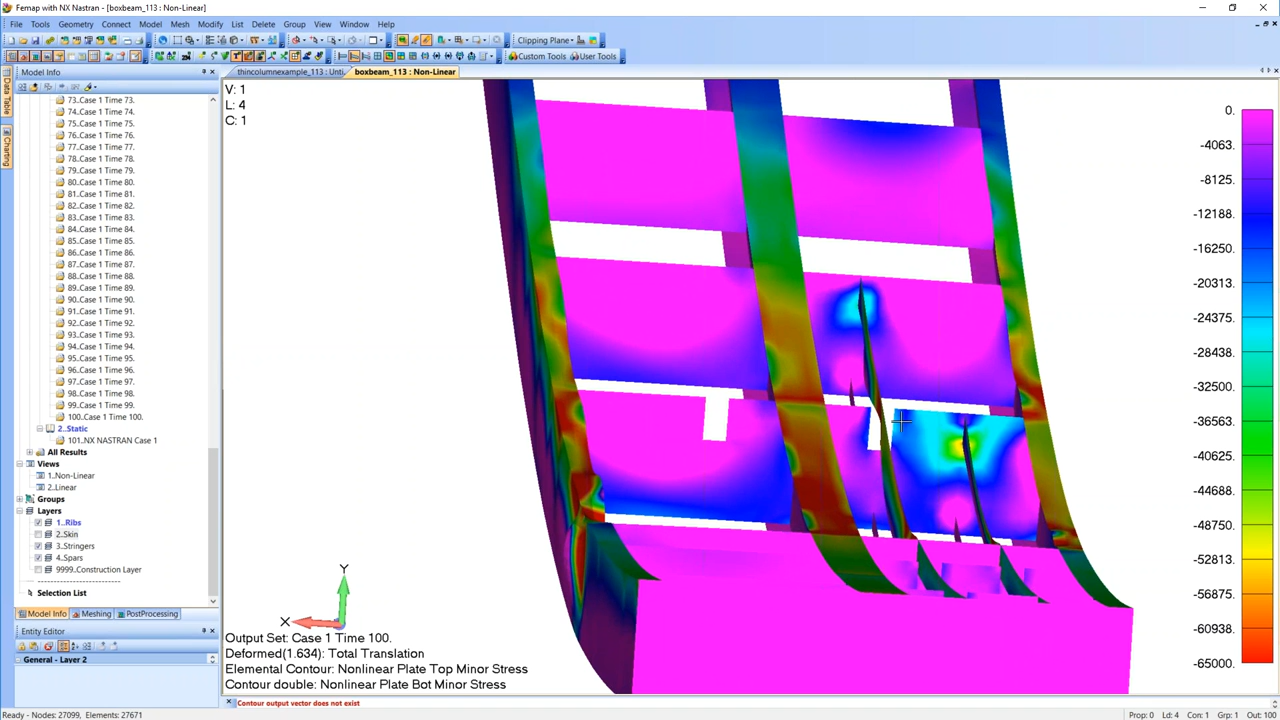 Femap with NX Nastran - [boxbeam_113 : Non-Linear]
File Tools Geometry Connect Model Mesh Modify List Delete Group View Window Help
Clipping Plane
Custom Tools User Tools
Model Info
thincolumnexample_113 : Unti..
boxbeam_113 : Non-Linear
Data Table
Charting
73..Case 1 Time 73.
74..Case 1 Time 74.
75..Case 1 Time 75.
76..Case 1 Time 76.
77..Case 1 Time 77.
78..Case 1 Time 78.
79..Case 1 Time 79.
80..Case 1 Time 80.
81..Case 1 Time 81.
82..Case 1 Time 82.
83..Case 1 Time 83.
84..Case 1 Time 84.
85..Case 1 Time 85.
86..Case 1 Time 86.
87..Case 1 Time 87.
88..Case 1 Time 88.
89..Case 1 Time 89.
90..Case 1 Time 90.
91..Case 1 Time 91.
92..Case 1 Time 92.
93..Case 1 Time 93.
94..Case 1 Time 94.
95..Case 1 Time 95.
96..Case 1 Time 96.
97..Case 1 Time 97.
98..Case 1 Time 98.
99..Case 1 Time 99.
100..Case 1 Time 100.
2..Static
101..NX NASTRAN Case 1
All Results
Views
1..Non-Linear
2..Linear
Groups
Layers
1..Ribs
2..Skin
3..Stringers
4..Spars
9999..Construction Layer
Selection List
Model Info Meshing PostProcessing
Entity Editor
General - Layer 2
V: 1
L: 4
C: 1
0.
-4063.
-8125.
-12188.
-16250.
-20313.
-24375.
-28438.
-32500.
-36563.
-40625.
-44688.
-48750.
-52813.
-56875.
-60938.
-65000.
Y
X
Output Set: Case 1 Time 100.
Deformed(1.634): Total Translation
Elemental Contour: Nonlinear Plate Top Minor Stress
Contour double: Nonlinear Plate Bot Minor Stress
Contour output vector does not exist
Ready - Nodes: 27099, Elements: 27671
Prop: 0 Ld: 4 Con: 1 Grp: 1 Out: 100